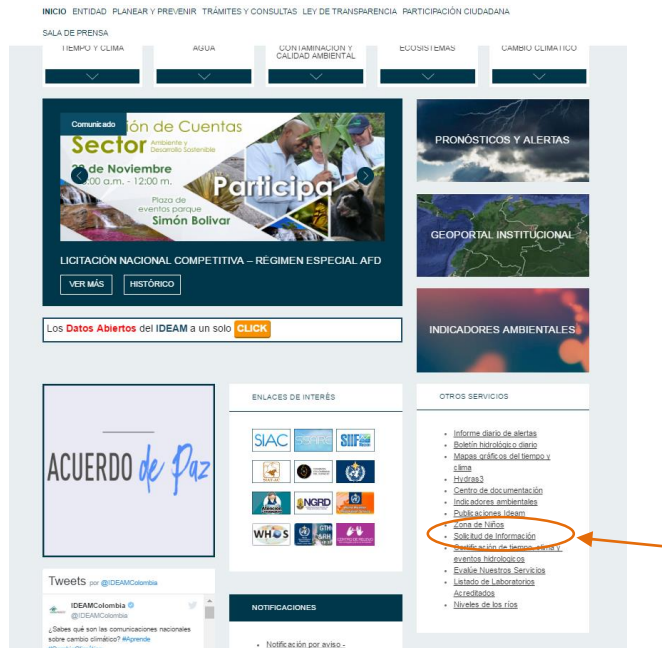 INICIO ENTIDAD PLANEAR Y PREVENIR TRÁMITES Y CONSULTAS LEY DE TRANSPARENCIA PARTICIPACIÓN CIUDADANA
SALA DE PRENSA
TIEMPO Y CLIMA
AGUA
CONTAMINACIÓN Y
CALIDAD AMBIENTAL
ECOSISTEMAS
CAMBIO CLIMÁTICO
Comunicado
ión de Cuentas
Sector Ambiente y
Desarrollo Sostenible
de Noviembre
:00 a.m. - 12:00 m.
Participa
Plaza de
eventos parque
Simón Bolivar
LICITACIÓN NACIONAL COMPETITIVA – RÉGIMEN ESPECIAL AFD
VER MÁS
HISTÓRICO
PRONÓSTICOS Y ALERTAS
GEOPORTAL INSTITUCIONAL
INDICADORES AMBIENTALES
Los Datos Abiertos del IDEAM a un solo CLICK
ACUERDO de Paz
ENLACES DE INTERÉS
SIAC
SIIF
NGRD
WHOS
GTH
SRH
OTROS SERVICIOS
Informe diario de alertas
Boletín hidrológico diario
Mapas gráficos del tiempo y
clima
Hydras3
Centro de documentación
Indicadores ambientales
Publicaciones Ideam
Zona de Niños
Solicitud de Información
Certificación de tiempo, clima y
eventos hidrologicos
Evalúe Nuestros Servicios
Listado de Laboratorios
Acreditados
Niveles de los ríos
Tweets por @IDEAMColombia
IDEAMColombia
@IDEAMColombia
¿Sabes qué son las comunicaciones nacionales
sobre cambio climático? #Aprende
NOTIFICACIONES
Notificación por aviso -